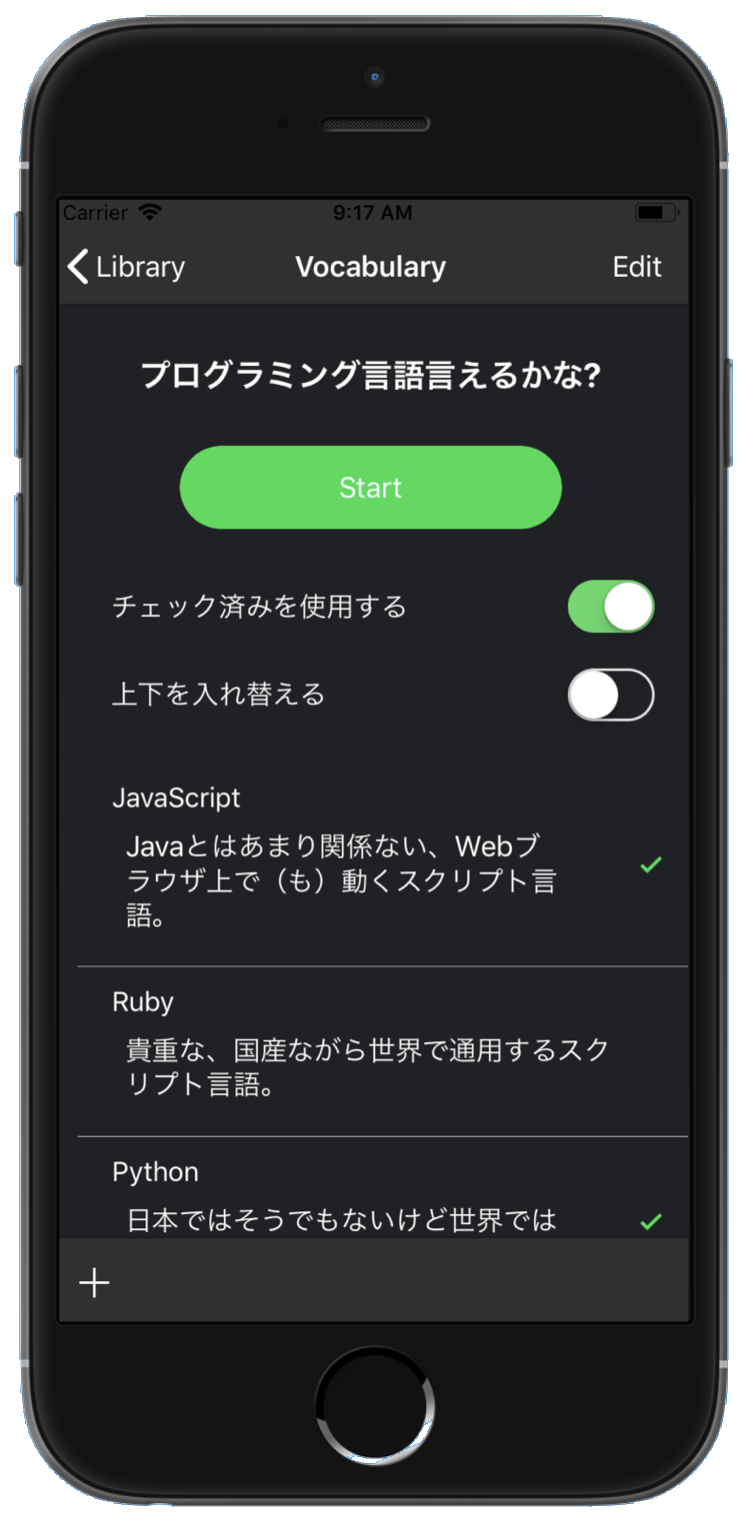 Carrier 9:17 AM
Library Vocabulary Edit
プログラミング言語言えるかな?
Start
チェック済みを使用する
上下を入れ替える
JavaScript
Javaとはあまり関係ない、Webブ
ラウザ上で（も）動くスクリプト言
語。
Ruby
貴重な、国産ながら世界で通用するスク
リプト言語。
Python
日本ではそうでもないけど世界では